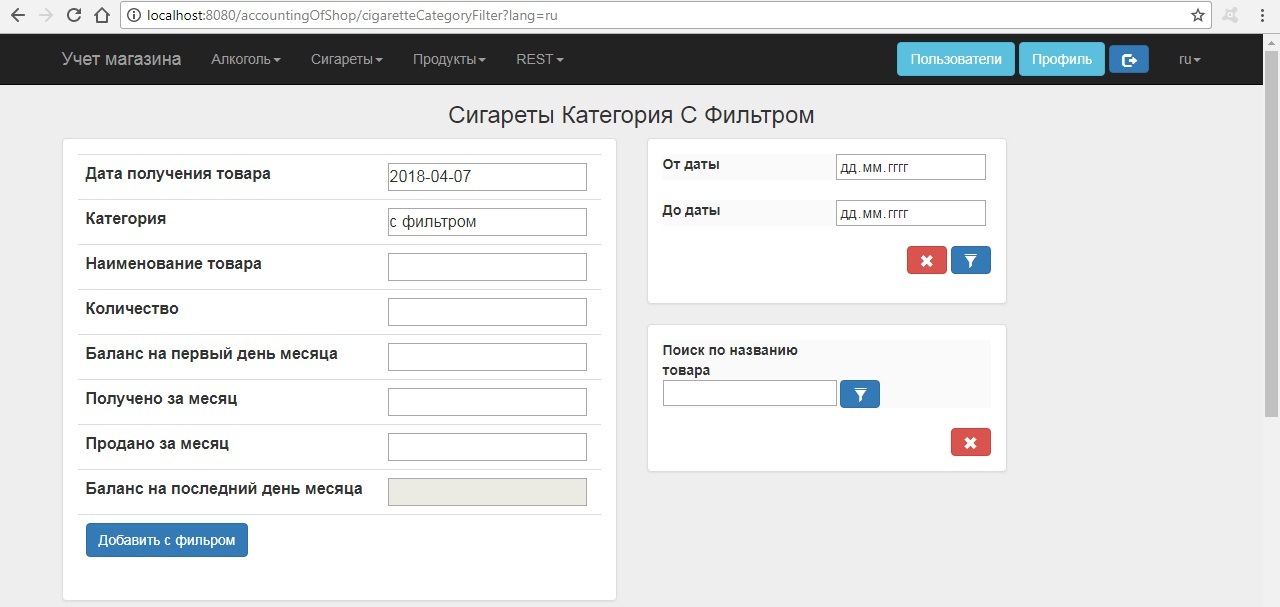 localhost:8080/accountingOfShop/cigaretteCategoryFilter?lang=ru
Учет магазина Алкоголь Сигареты Продукты REST Пользователи Профиль ru
Сигареты Категория С Фильтром
Дата получения товара 2018-04-07
Категория с фильтром
Наименование товара
Количество
Баланс на первый день месяца
Получено за месяц
Продано за месяц
Баланс на последний день месяца
Добавить с фильром
От даты дд.мм.гггг
До даты дд.мм.гггг
Поиск по названию
товара